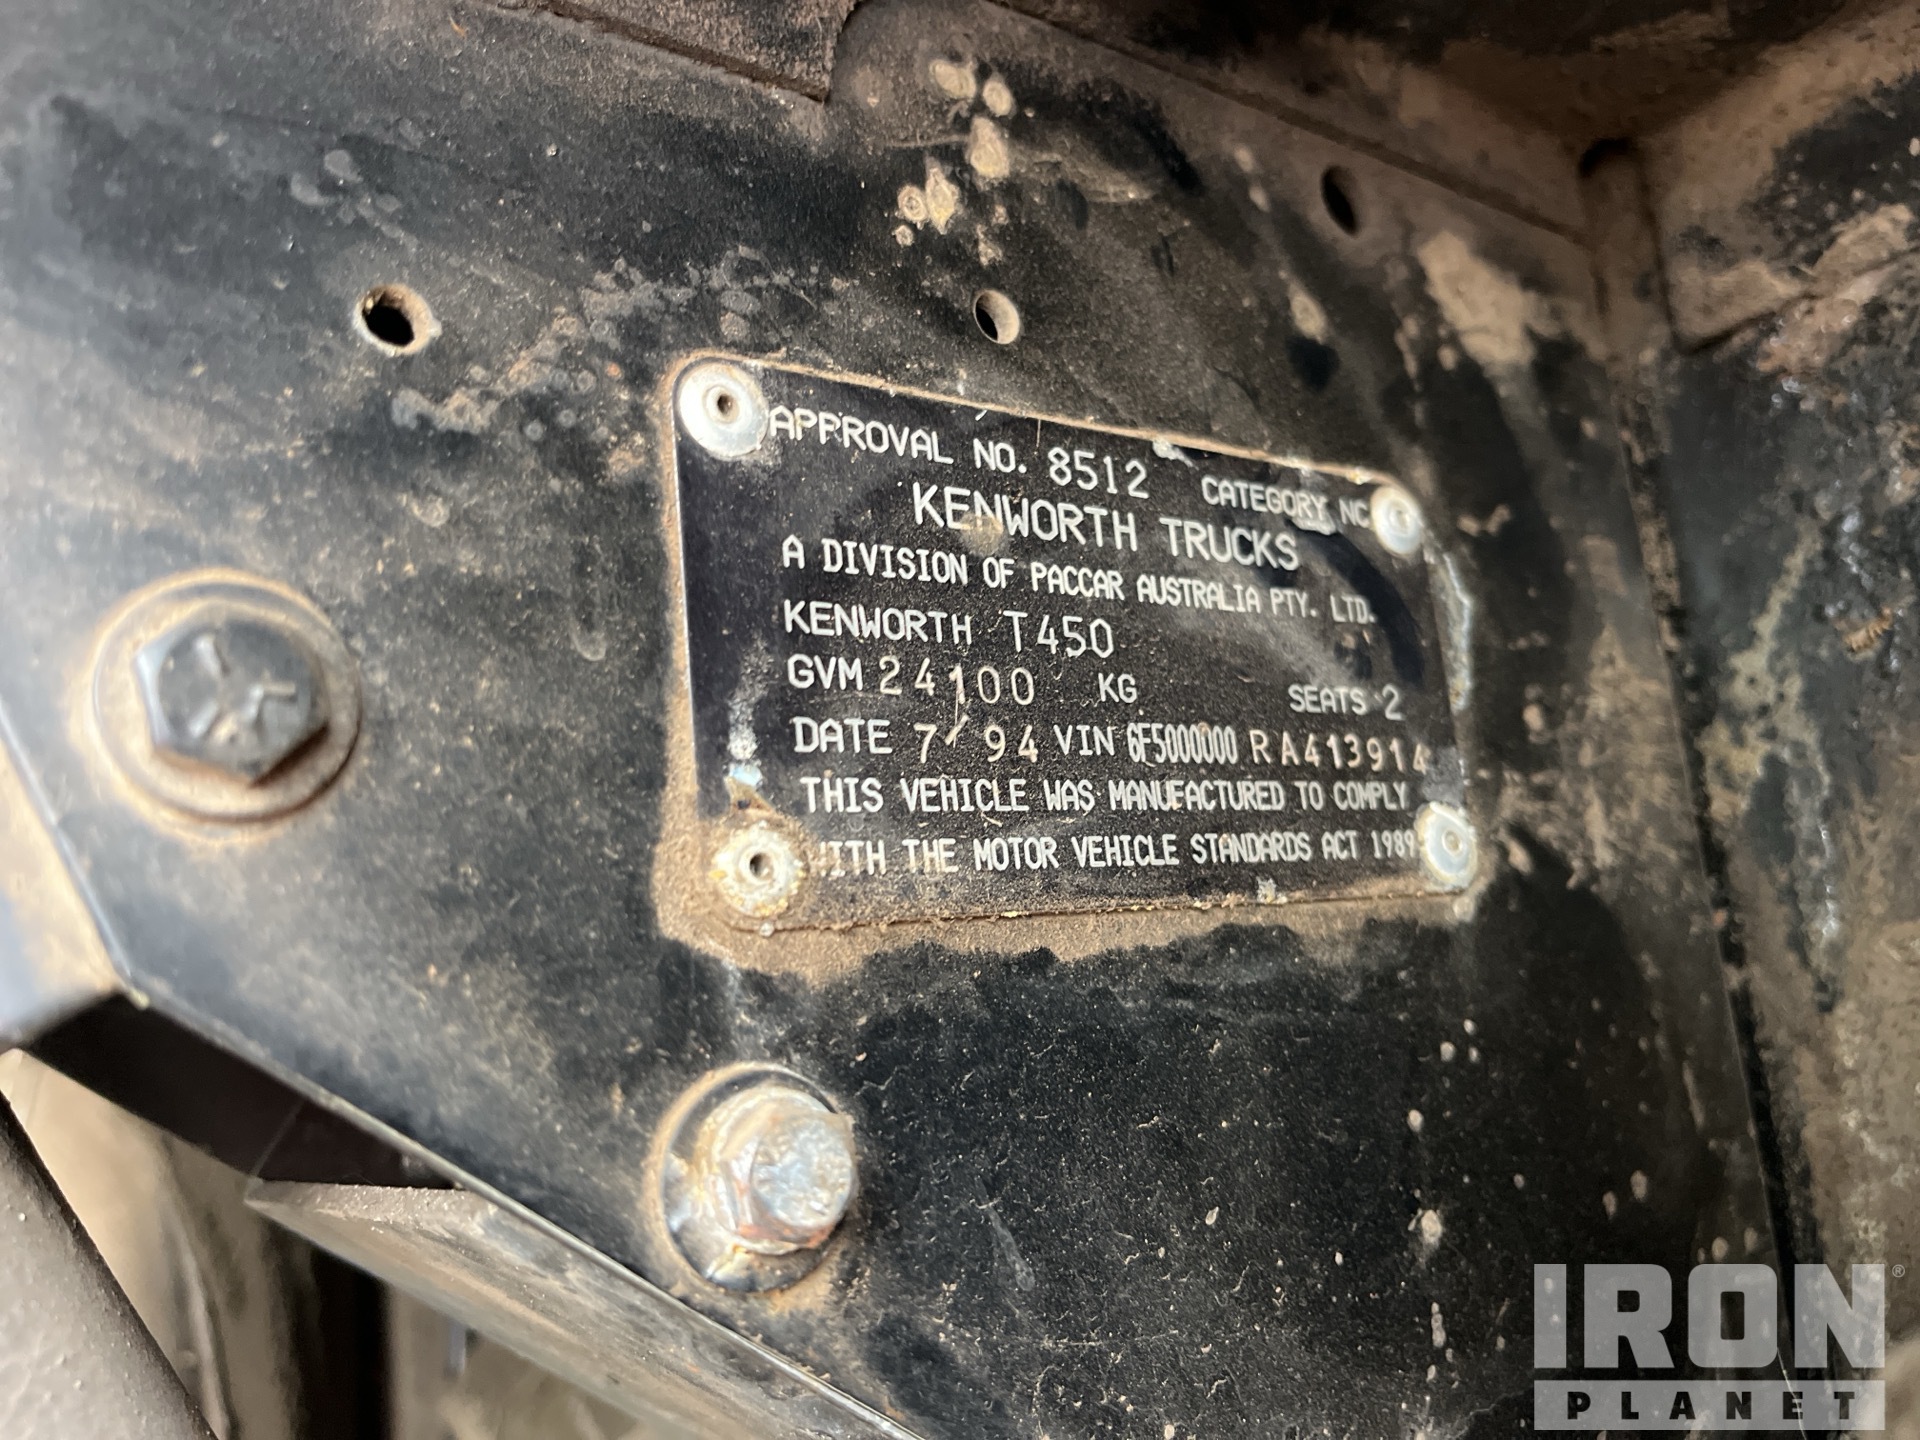 APPROVAL NO. 8512 CATEGORY NC
KENWORTH TRUCKS
A DIVISION OF PACCAR AUSTRALIA PTY. LTD.
KENWORTH T450
GVM 24100 KG SEATS 2
DATE 7/94 VIN 6F5000000RA413914
THIS VEHICLE WAS MANUFACTURED TO COMPLY
WITH THE MOTOR VEHICLE STANDARDS ACT 1989
IRON®
PLANET